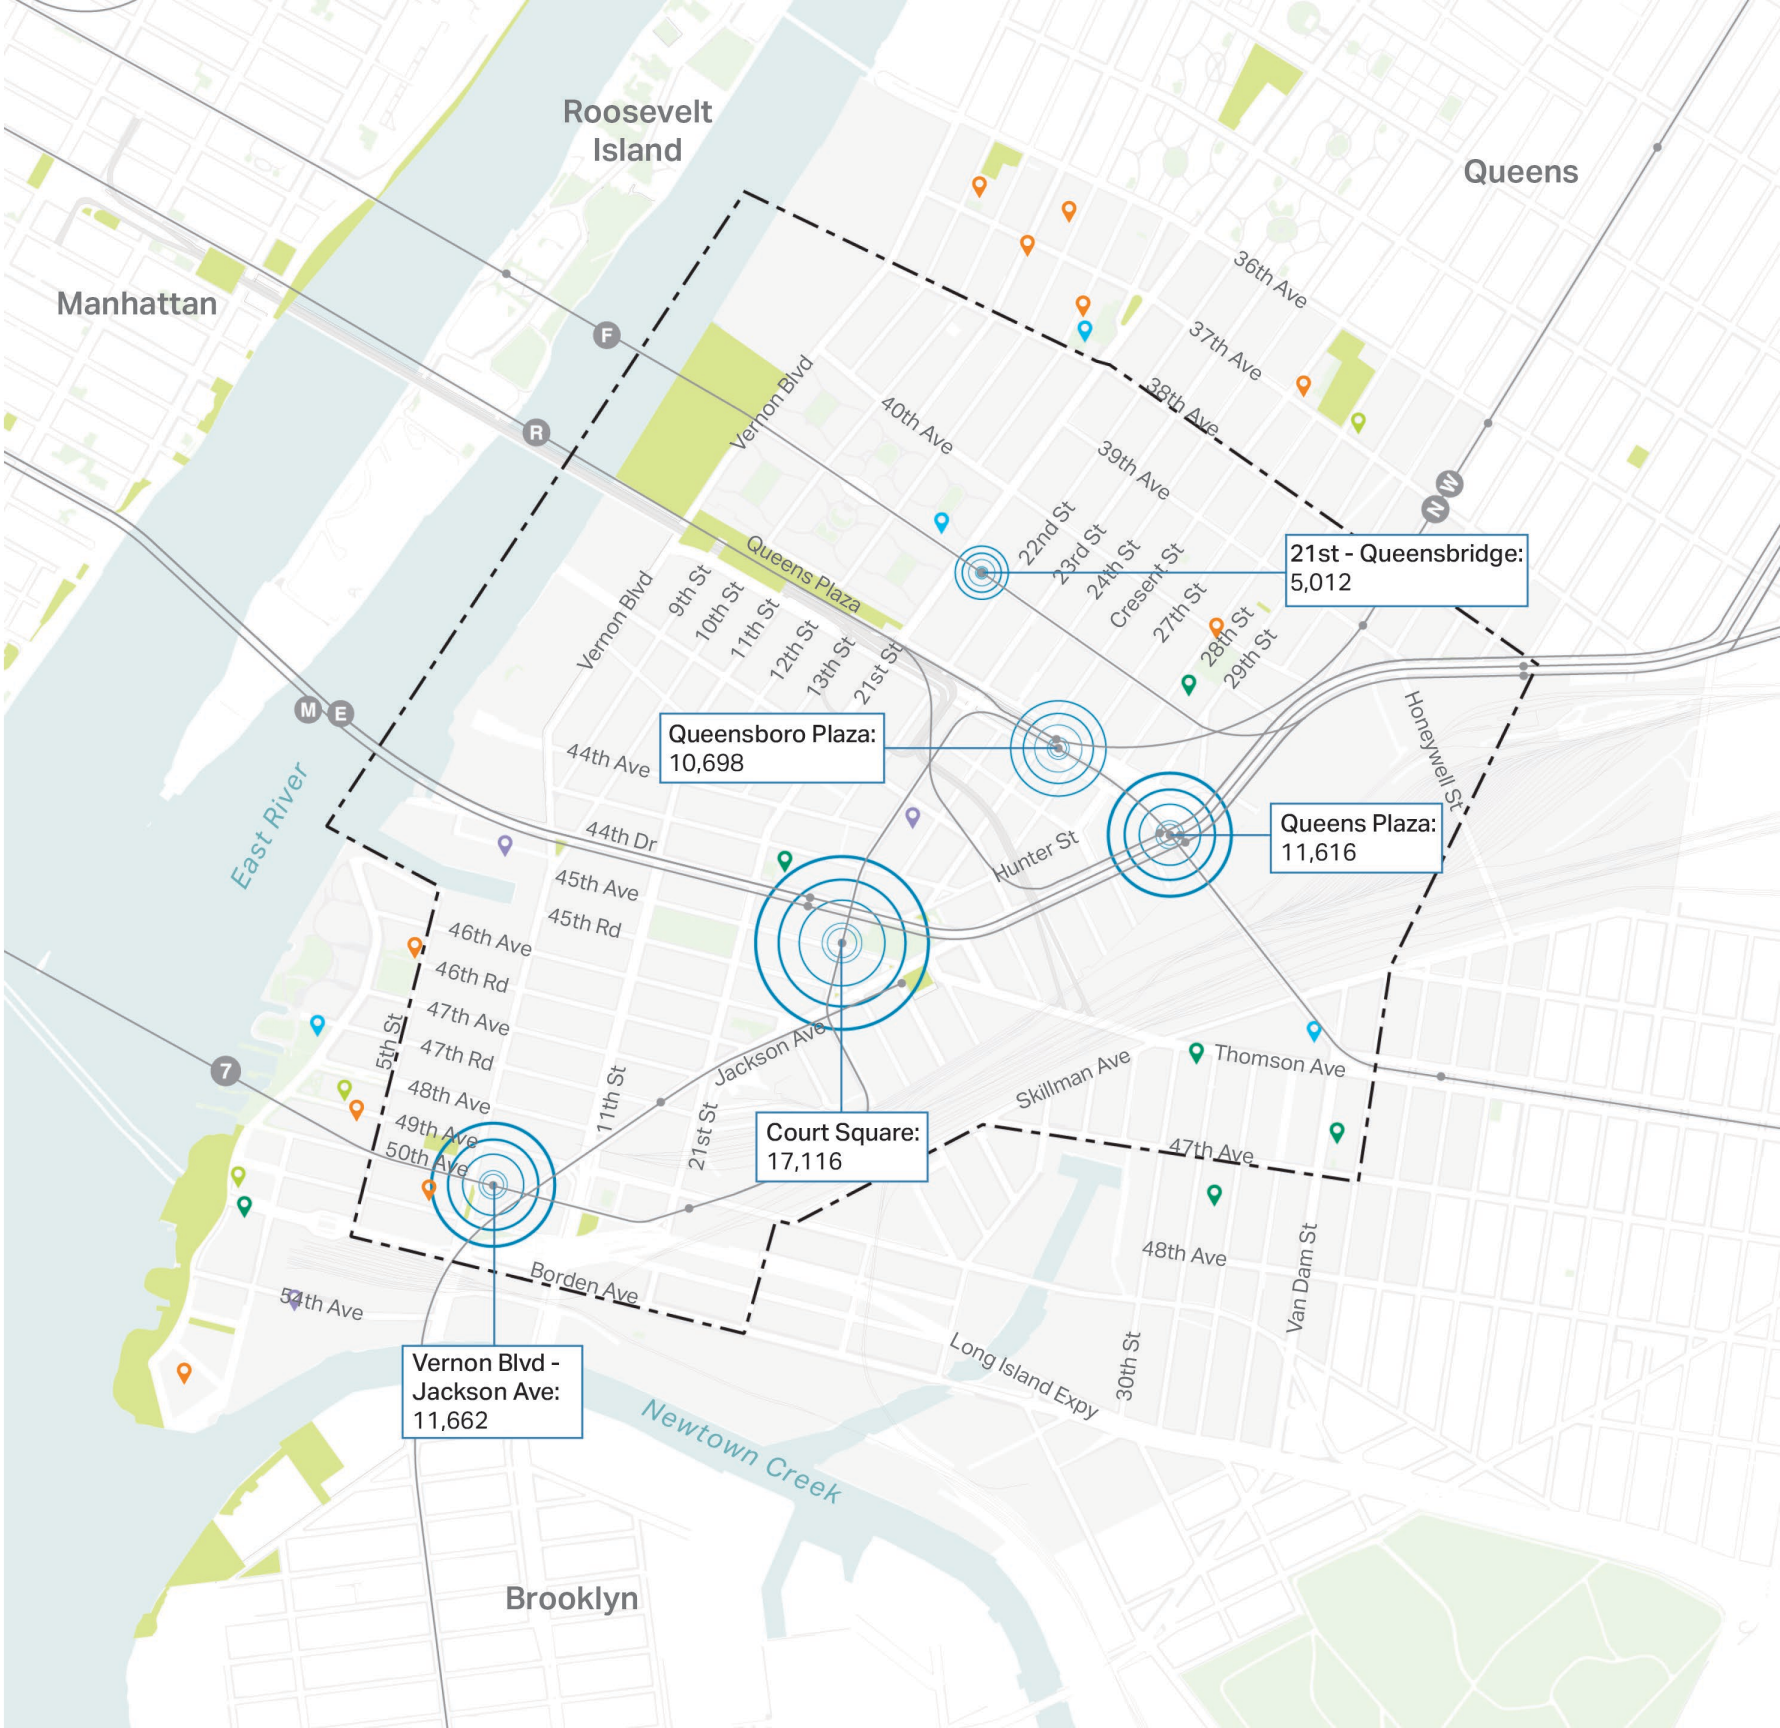 Roosevelt
Island
Queens
Manhattan
36th Ave
F
37th Ave
38th Ave
Vernon Blvd
40th Ave
R
39th Ave
W
N
21st - Queensbridge:
5,012
22nd St
23rd St
24th St
Cresent St
27th St
28th St
29th St
Queens Plaza
Vernon Blvd
9th St
10th St
11th St
12th St
13th St
21st St
M
E
Queensboro Plaza:
10,698
Honeywell St
44th Ave
44th Dr
Hunter St
Queens Plaza:
11,616
East River
45th Ave
45th Rd
46th Ave
46th Rd
47th Ave
5th St
47th Rd
Jackson Ave
7
48th Ave
11th St
Skillman Ave
Thomson Ave
49th Ave
50th Ave
21st St
Court Square:
17,116
47th Ave
48th Ave
Van Dam St
Borden Ave
54th Ave
Long Island Expy
30th St
Vernon Blvd -
Jackson Ave:
11,662
Newtown Creek
Brooklyn